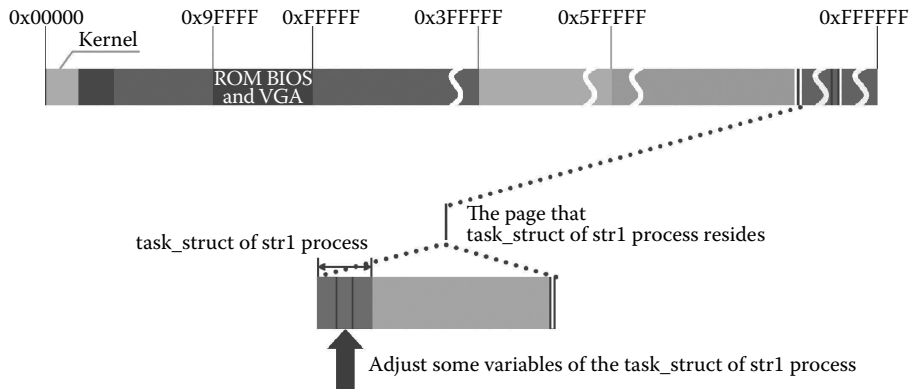 0x00000 0x9FFFF 0xFFFFF 0x3FFFFF 0x5FFFFF 0xFFFFFF
Kernel
ROM BIOS
and VGA
The page that
task_struct of str1 process resides
task_struct of str1 process
Adjust some variables of the task_struct of str1 process